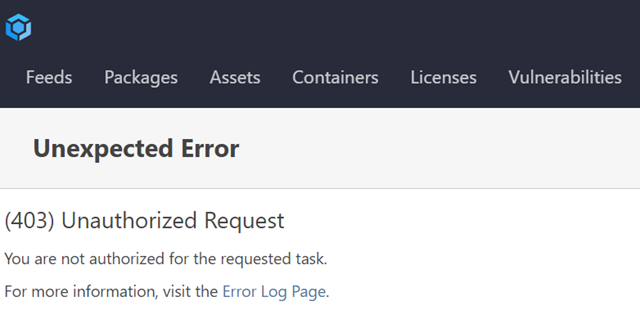 Feeds Packages Assets Containers Licenses Vulnerabilities
Unexpected Error
(403) Unauthorized Request
You are not authorized for the requested task.
For more information, visit the Error Log Page.